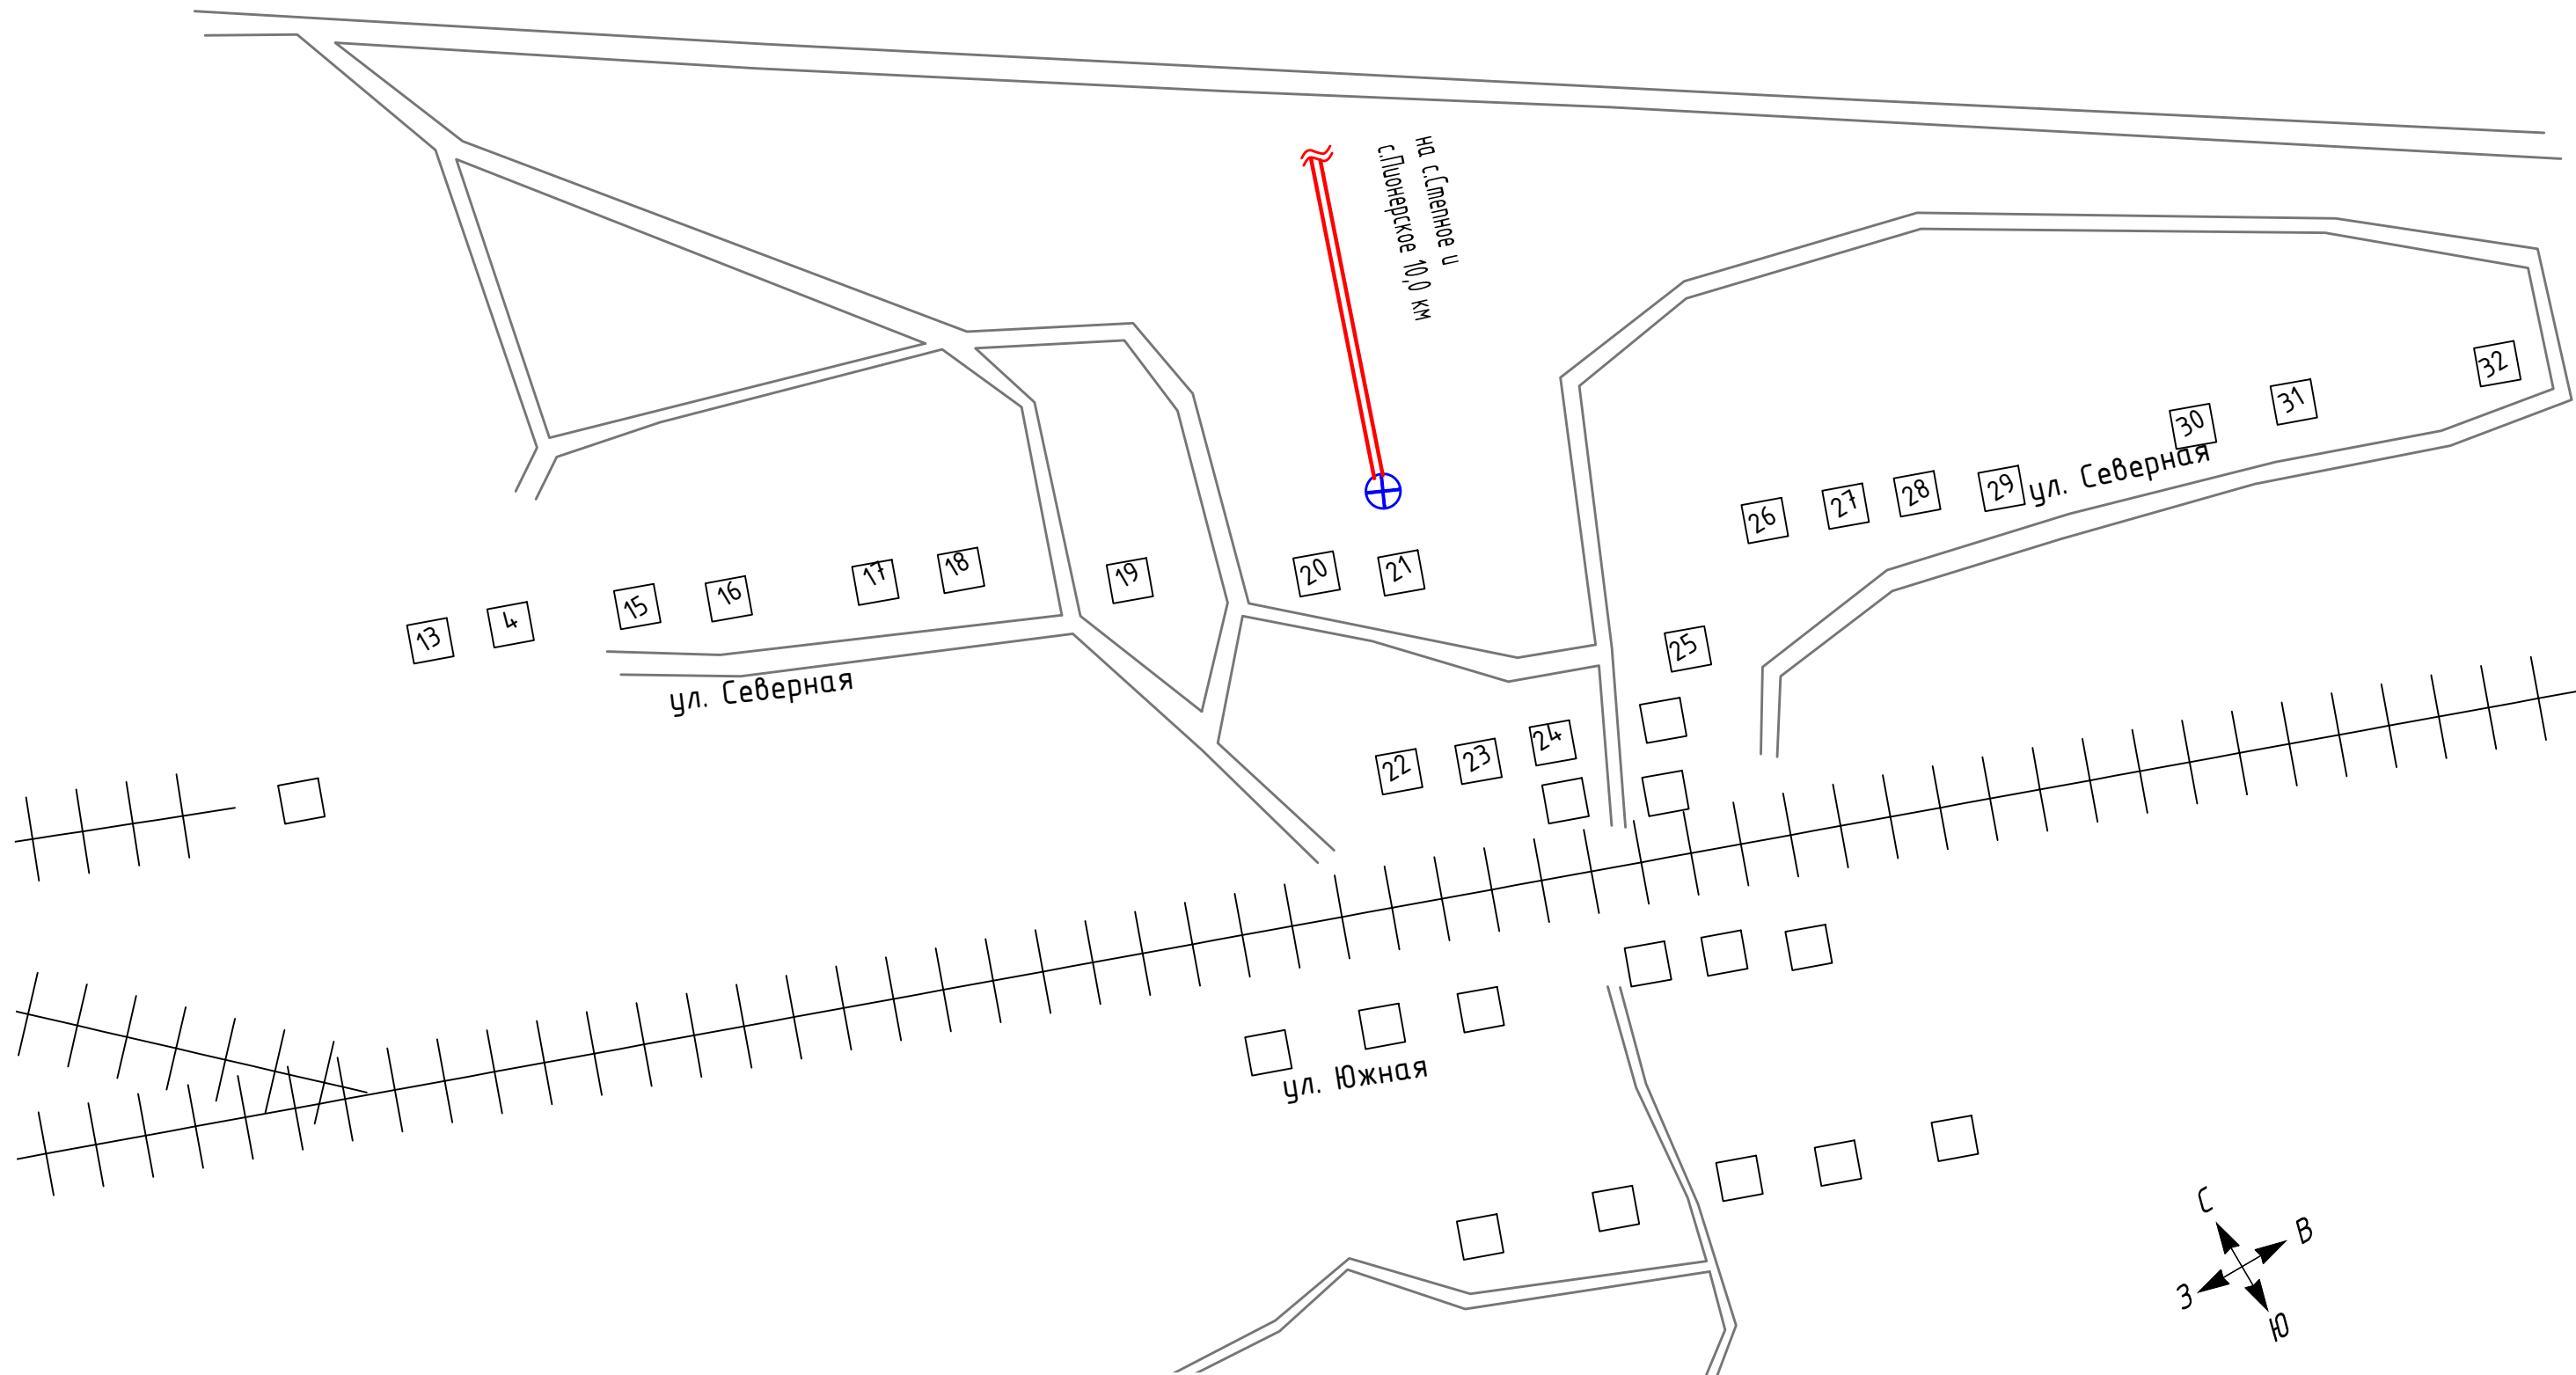 на с.Степное и
с.Пионерское 10,0 км
32
31
30
ул. Северная
29
28
27
26
21
20
19
18
17
16
15
4
13
25
ул. Северная
24
23
22
ул. Южная
С
В
З
Ю